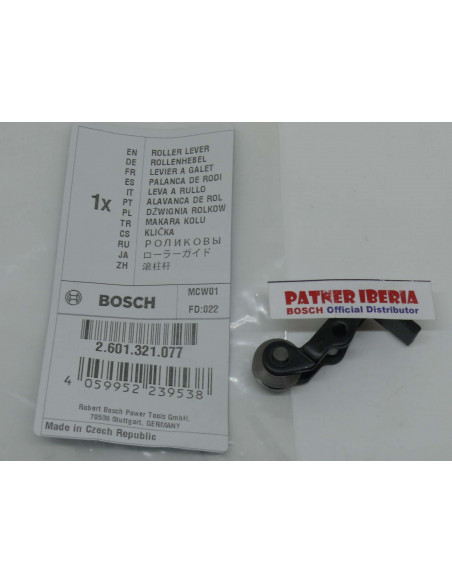 1x
EN ROLLER LEVER
DE ROLLENHEBEL
FR LEVIER A GALET
ES PALANCA DE RODI
IT LEVA A RULLO
PT ALAVANCA DE ROL
PL DŹWIGNIA ROLKOW
TR MAKARA KOLU
CS KLIČKA
RU РОЛИКОВЫ
JA ローラーガイド
ZH 滚柱杆
BOSCH
MCW01
FD:022
2.601.321.077
4 059952 239538
Robert Bosch Power Tools GmbH,
70538 Stuttgart, GERMANY
Made in Czech Republic
PATNER IBERIA
BOSCH Official Distributor